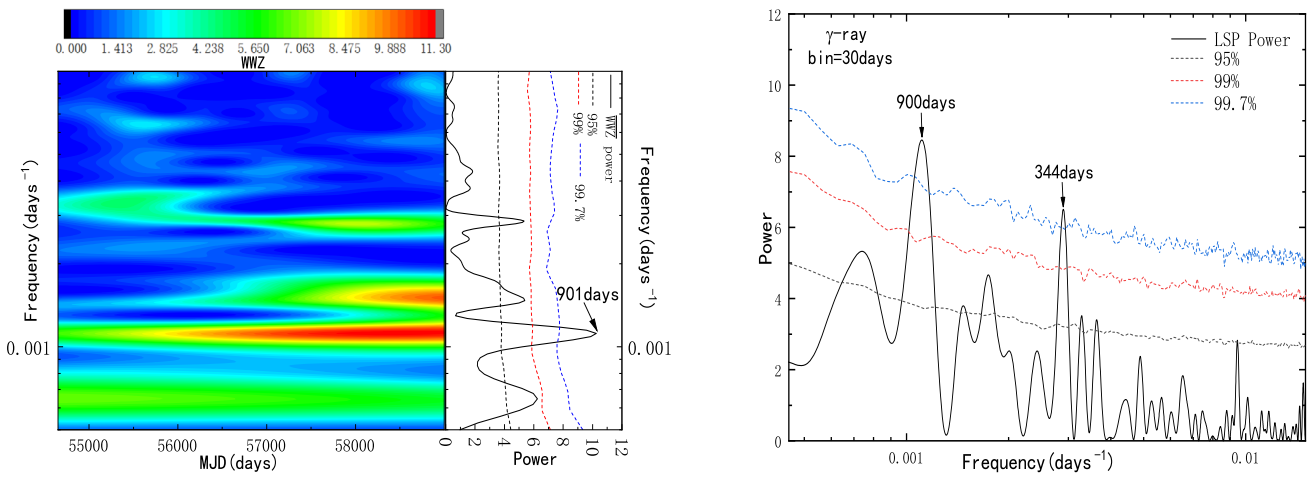 0.000 1.413 2.825 4.238 5.650 7.063 8.475 9.888 11.30
WWZ
Frequency(days⁻¹)
0.001
55000 56000 57000 58000
MJD(days)
WWZ power
95%
99%
99.7%
901days
0 2 4 6 8 10 12
Power
Frequency(days⁻¹)
0.001
γ-ray
bin=30days
LSP Power
95%
99%
99.7%
900days
344days
Power
12
10
8
6
4
2
0
0.001 0.01
Frequency(days⁻¹)